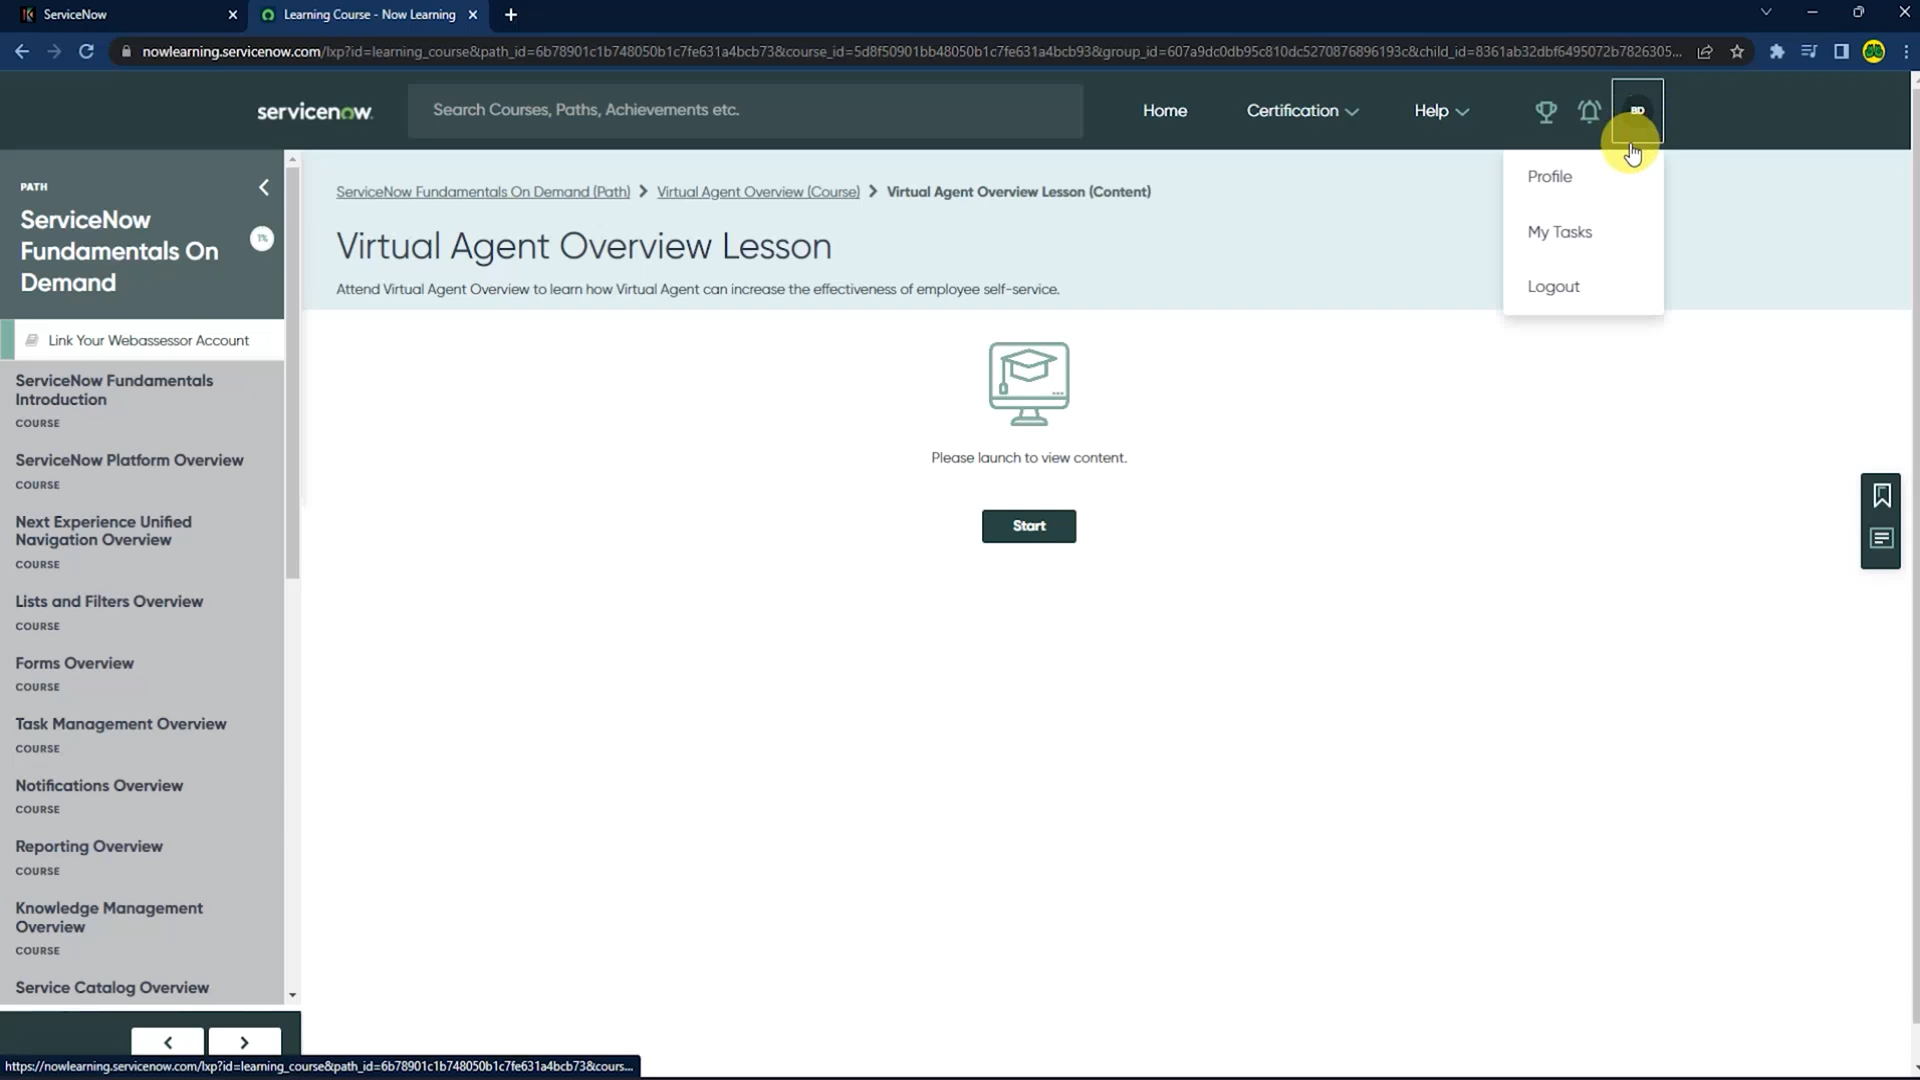 ServiceNow
Learning Course - Now Learning
nowlearning.servicenow.com/lxp?id=learning_course&path_id=6b78901c1b748050b1c7fe631a4bcb73&course_id=5d8f50901bb48050b1c7fe631a4bcb93&group_id=607a9dc0db95c810dc5270876896193c&child_id=8361ab32dbf6495072b7826305...
servicenow
Search Courses, Paths, Achievements etc.
Home
Certification
Help
BD
Profile
My Tasks
Logout
PATH
ServiceNow
Fundamentals On
Demand
1%
Link Your Webassessor Account
ServiceNow Fundamentals
Introduction
COURSE
ServiceNow Platform Overview
COURSE
Next Experience Unified
Navigation Overview
COURSE
Lists and Filters Overview
COURSE
Forms Overview
COURSE
Task Management Overview
COURSE
Notifications Overview
COURSE
Reporting Overview
COURSE
Knowledge Management
Overview
COURSE
Service Catalog Overview
ServiceNow Fundamentals On Demand (Path) > Virtual Agent Overview (Course) > Virtual Agent Overview Lesson (Content)
Virtual Agent Overview Lesson
Attend Virtual Agent Overview to learn how Virtual Agent can increase the effectiveness of employee self-service.
Please launch to view content.
Start
https://nowlearning.servicenow.com/lxp?id=learning_course&path_id=6b78901c1b748050b1c7fe631a4bcb73&cours...